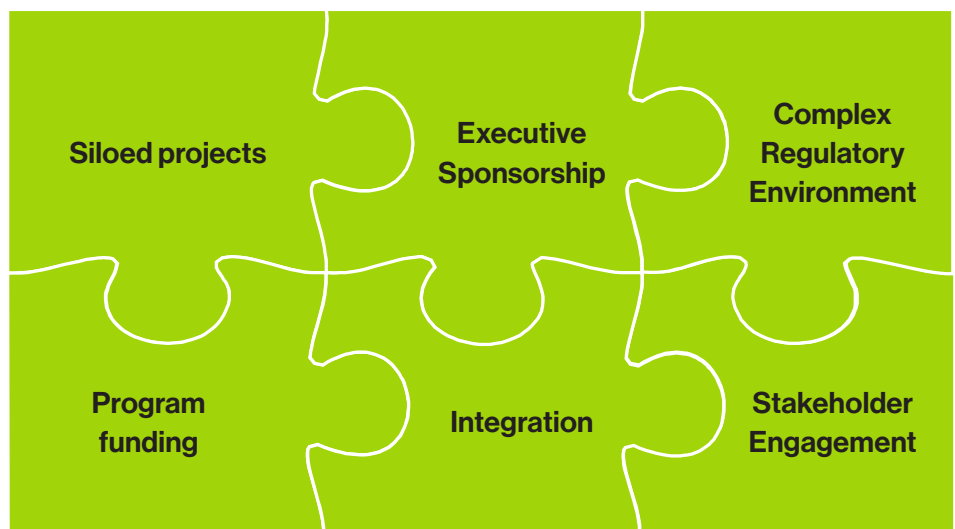 Siloed projects
Executive
Sponsorship
Complex
Regulatory
Environment
Program
funding
Integration
Stakeholder
Engagement